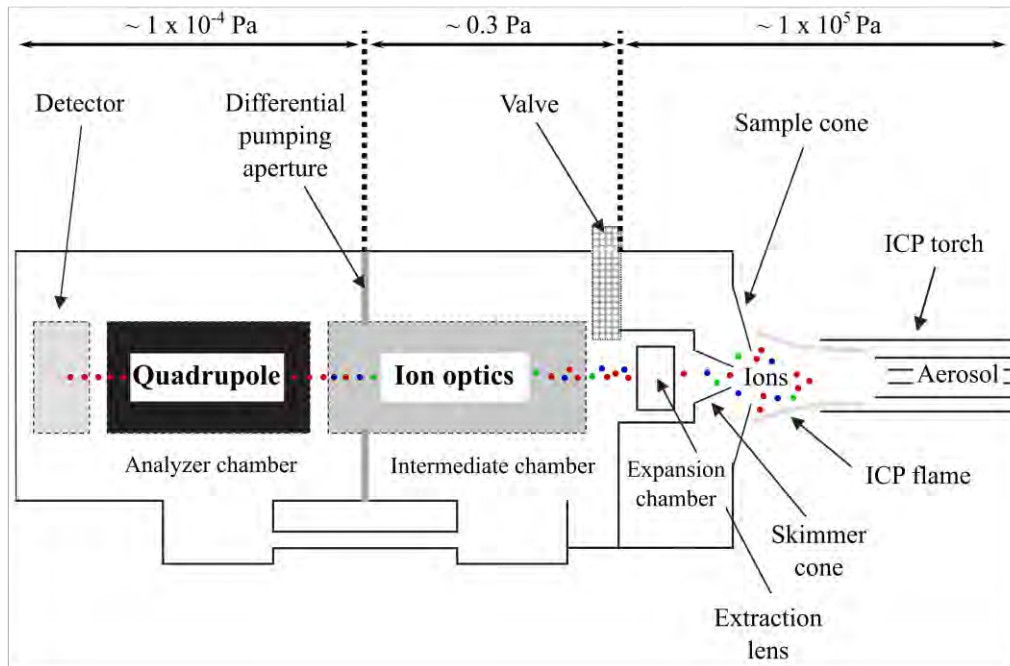 ~ 1 x 10⁻⁴ Pa
~ 0.3 Pa
~ 1 x 10⁵ Pa
Detector
Differential
pumping
aperture
Valve
Sample cone
ICP torch
Quadrupole
Ion optics
Ions
Aerosol
Analyzer chamber
Intermediate chamber
Expansion
chamber
ICP flame
Skimmer
cone
Extraction
lens